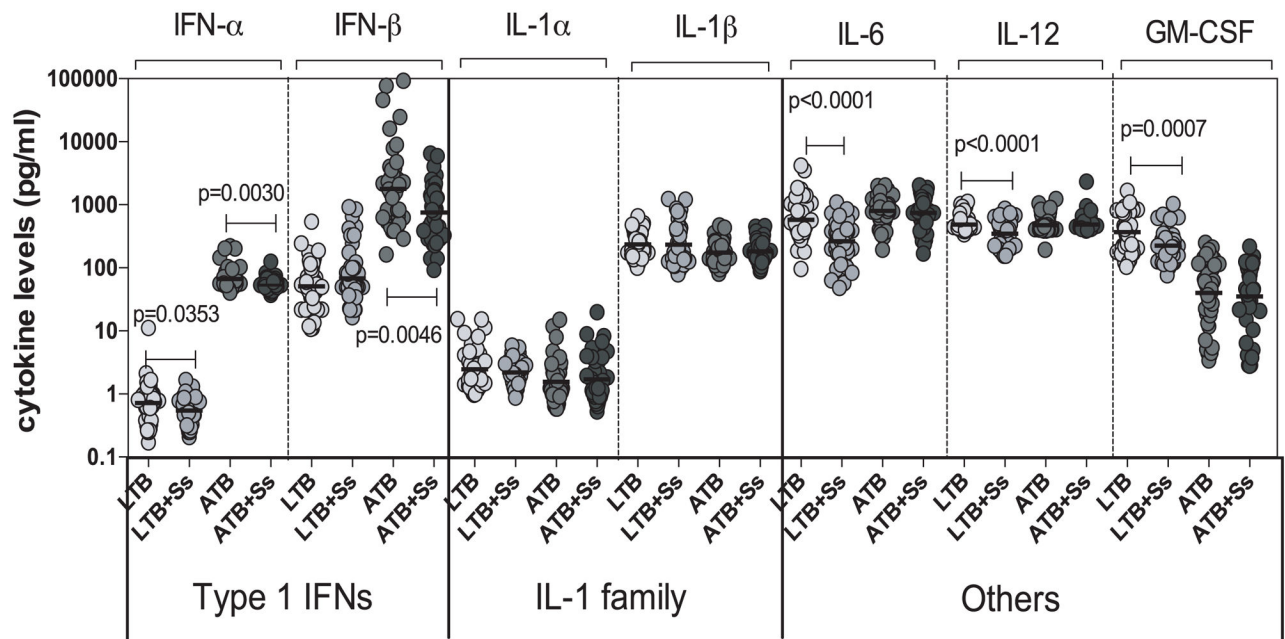 IFN-α IFN-β IL-1α IL-1β IL-6 IL-12 GM-CSF
cytokine levels (pg/ml)
100000
10000
1000
100
10
1
0.1
p=0.0353
p=0.0030
p=0.0046
p<0.0001
p<0.0001
p=0.0007
LTB LTB+Ss ATB ATB+Ss LTB LTB+Ss ATB ATB+Ss LTB LTB+Ss ATB ATB+Ss LTB LTB+Ss ATB ATB+Ss LTB LTB+Ss ATB ATB+Ss LTB LTB+Ss ATB ATB+Ss LTB LTB+Ss ATB ATB+Ss
Type 1 IFNs IL-1 family Others